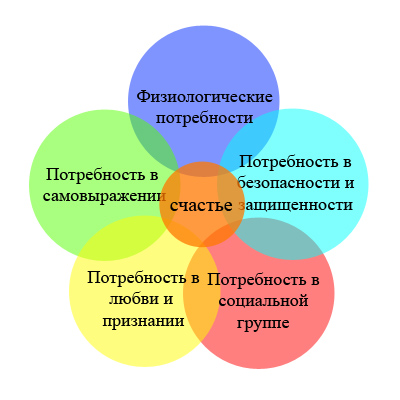 Физиологические
потребности
Потребность в
безопасности и
защищенности
Потребность в
самовыражении
счастье
Потребность в
любви и
признании
Потребность в
социальной
группе